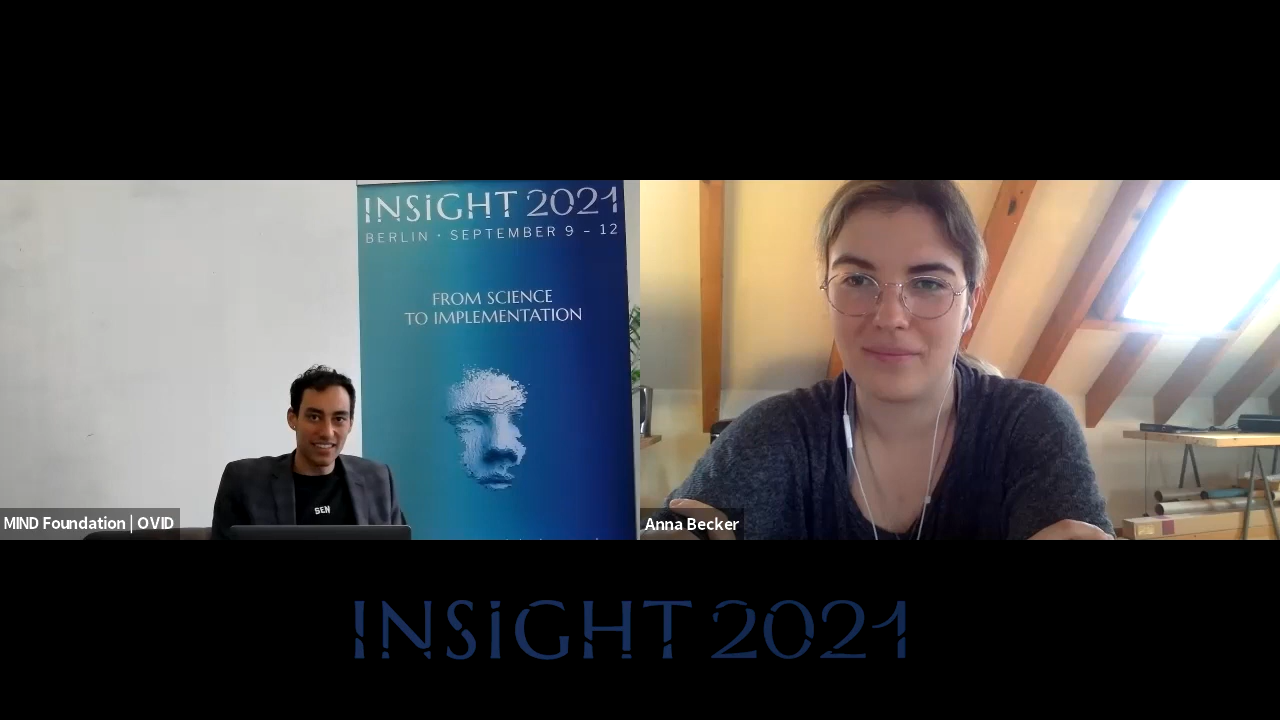 INSiGHT 2021
BERLIN · SEPTEMBER 9 – 12
FROM SCIENCE
TO IMPLEMENTATION
SEN
MIND Foundation | OVID
Anna Becker
INSiGHT 2021